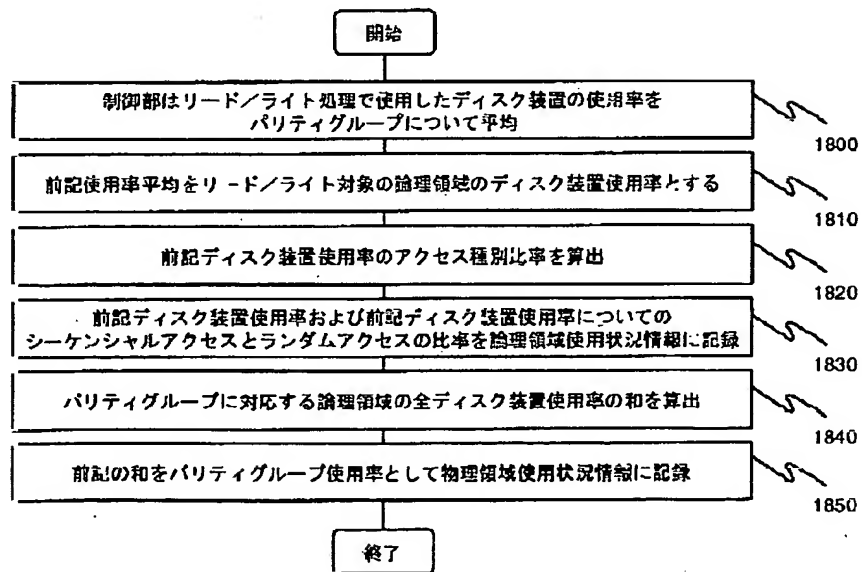 開始
制御部はリード／ライト処理で使用したディスク装置の使用率を
パリティグループについて平均
1800
前記使用率平均をリード／ライト対象の論理領域のディスク装置使用率とする
1810
前記ディスク装置使用率のアクセス種別比率を算出
1820
前記ディスク装置使用率および前記ディスク装置使用率についての
シーケンシャルアクセスとランダムアクセスの比率を論理領域使用状況情報に記録
1830
パリティグループに対応する論理領域の全ディスク装置使用率の和を算出
1840
前記の和をパリティグループ使用率として物理領域使用状況情報に記録
1850
終了